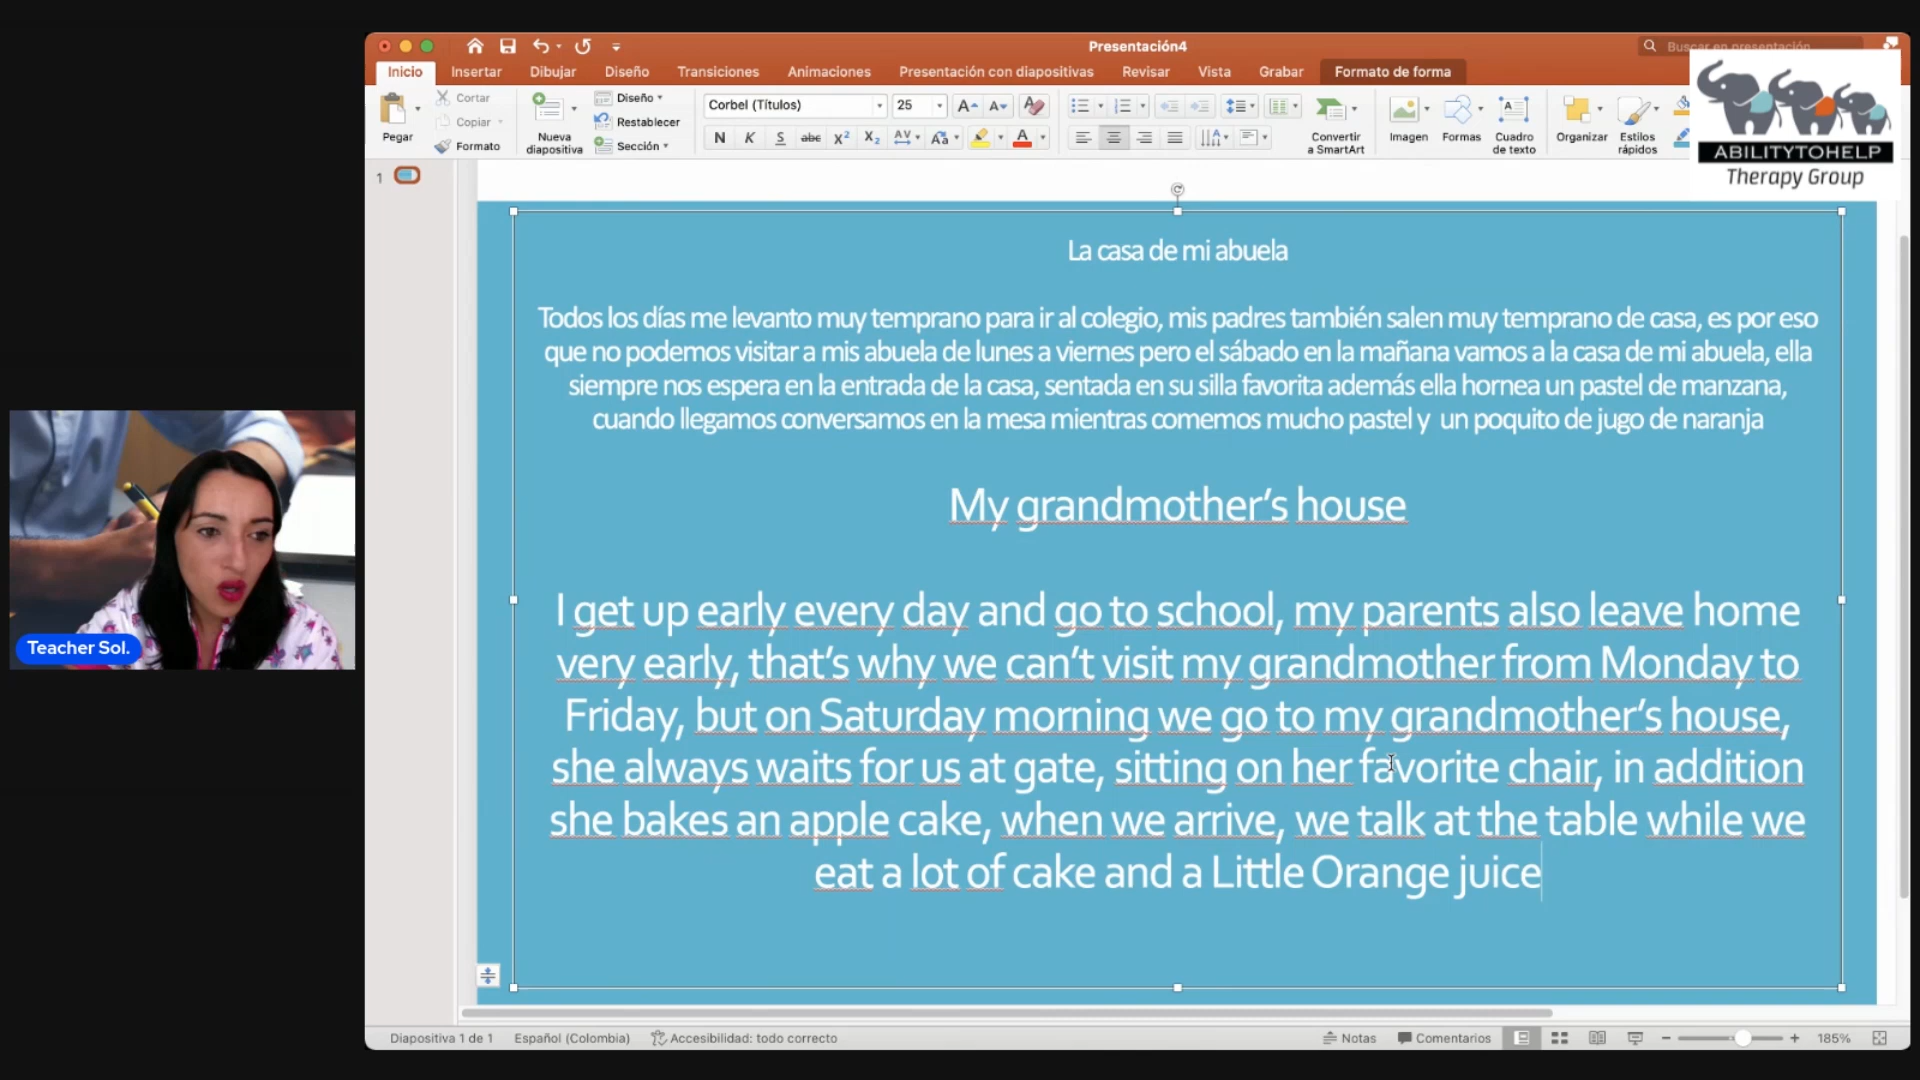 Presentación4
Buscar en presentación
Inicio Insertar Dibujar Diseño Transiciones Animaciones Presentación con diapositivas Revisar Vista Grabar Formato de forma
Pegar
Cortar
Copiar
Formato
Nueva
diapositiva
Diseño
Restablecer
Sección
Corbel (Títulos) 25
N K S abc X² X₂ AV Aa A
Convertir
a SmartArt
Imagen
Formas
Cuadro
de texto
Organizar
Estilos
rápidos
ABILITYTOHELP
Therapy Group
1
La casa de mi abuela
Todos los días me levanto muy temprano para ir al colegio, mis padres también salen muy temprano de casa, es por eso
que no podemos visitar a mis abuela de lunes a viernes pero el sábado en la mañana vamos a la casa de mi abuela, ella
siempre nos espera en la entrada de la casa, sentada en su silla favorita además ella hornea un pastel de manzana,
cuando llegamos conversamos en la mesa mientras comemos mucho pastel y un poquito de jugo de naranja
My grandmother’s house
I get up early every day and go to school, my parents also leave home
very early, that’s why we can’t visit my grandmother from Monday to
Friday, but on Saturday morning we go to my grandmother’s house,
she always waits for us at gate, sitting on her favorite chair, in addition
she bakes an apple cake, when we arrive, we talk at the table while we
eat a lot of cake and a Little Orange juice
Teacher Sol.
Diapositiva 1 de 1 Español (Colombia) Accesibilidad: todo correcto Notas Comentarios 185%